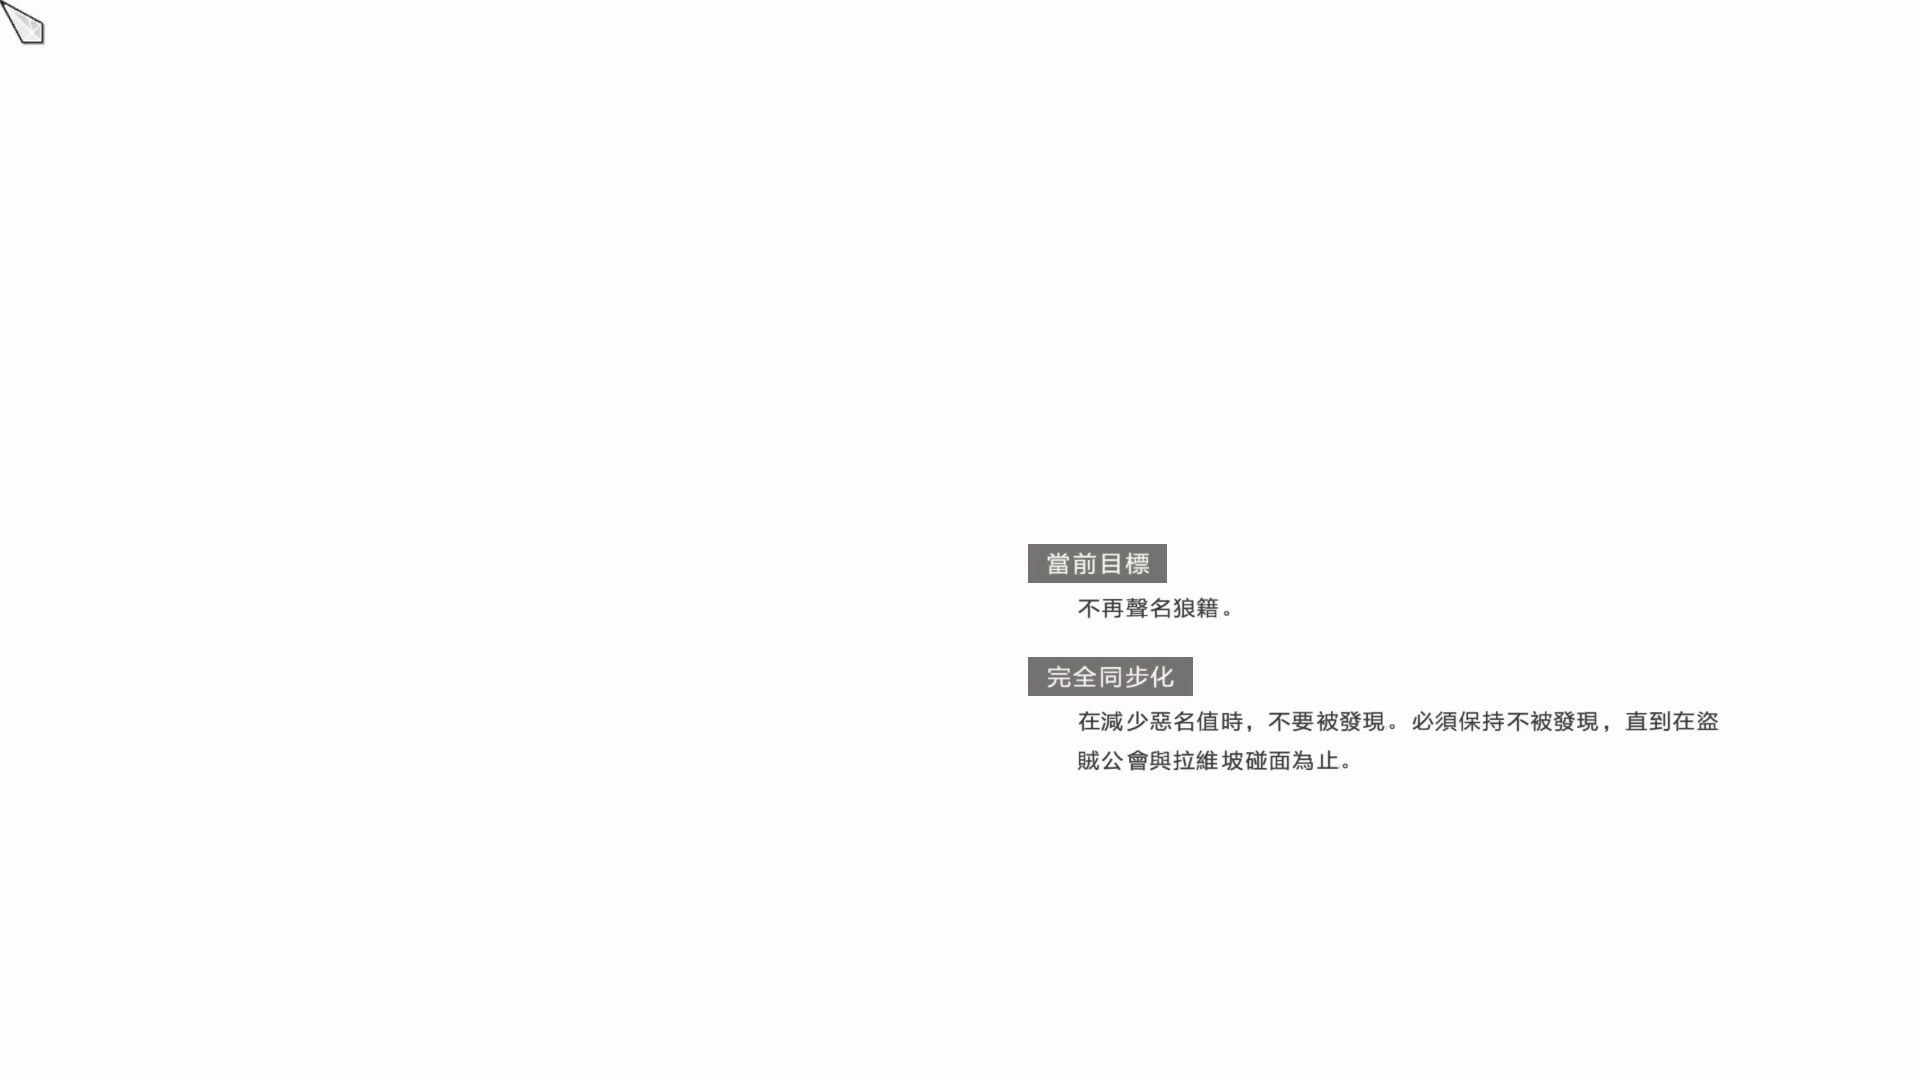 當前目標
不再聲名狼籍。
完全同步化
在減少惡名值時，不要被發現。必須保持不被發現，直到在盜
賊公會與拉維坡碰面為止。